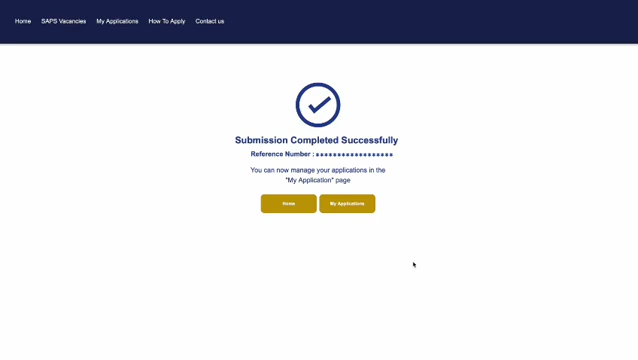 Home SAPS Vacancies My Applications How To Apply Contact us
Submission Completed Successfully
Reference Number : ******************
You can now manage your applications in the
"My Application" page
Home My Applications